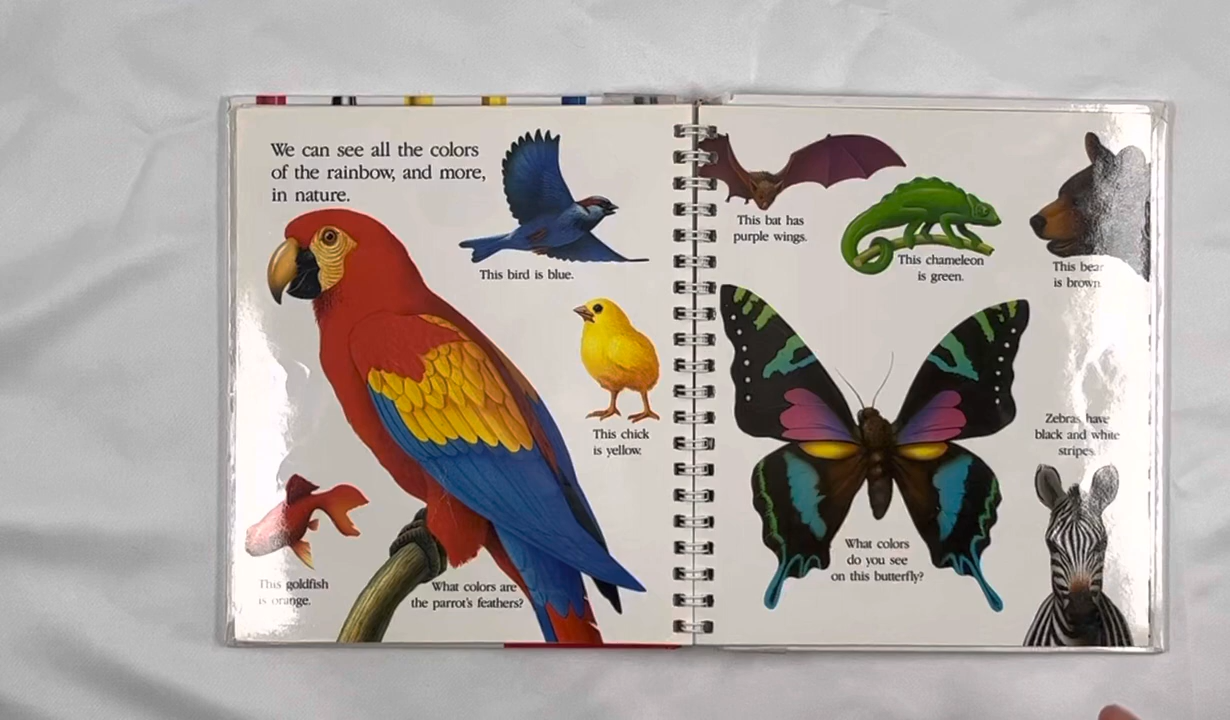 We can see all the colors
of the rainbow, and more,
in nature.
This bird is blue.
This chick
is yellow.
This goldfish
is orange.
What colors are
the parrot's feathers?
This bat has
purple wings.
This chameleon
is green.
This bear
is brown.
What colors
do you see
on this butterfly?
Zebras have
black and white
stripes.